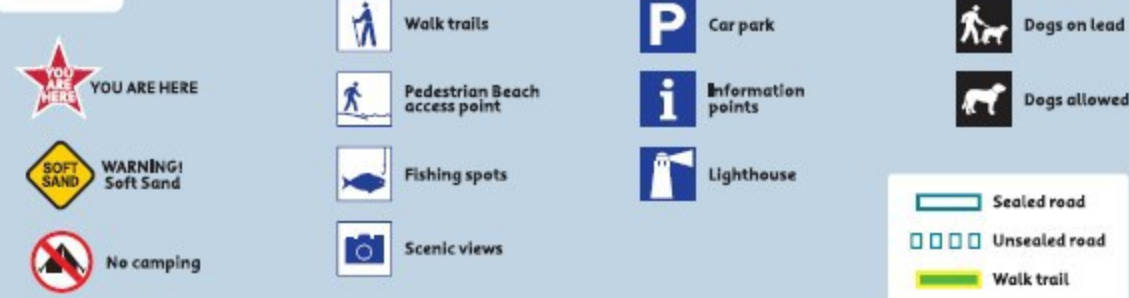 YOU
ARE
HERE
YOU ARE HERE
SOFT
SAND
WARNING!
Soft Sand
No camping
Walk trails
Pedestrian Beach
access point
Fishing spots
Scenic views
P
Car park
i
Information
points
Lighthouse
Dogs on lead
Dogs allowed
Sealed road
Unsealed road
Walk trail